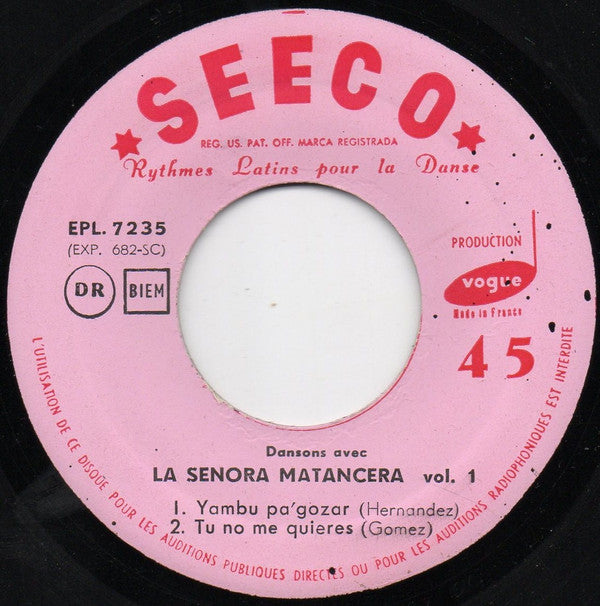 SEECO
REG. US. PAT. OFF. MARCA REGISTRADA
Rythmes Latins pour la Danse
EPL. 7235
(EXP. 682-SC)
DR BIEM
PRODUCTION
vogue
Made in France
45
Dansons avec
LA SENORA MATANCERA vol. 1
1. Yambu pa'gozar (Hernandez)
2. Tu no me quieres (Gomez)
L'UTILISATION DE CE DISQUE POUR LES AUDITIONS PUBLIQUES DIRECTES OU POUR LES AUDITIONS RADIOPHONIQUES EST INTERDITE